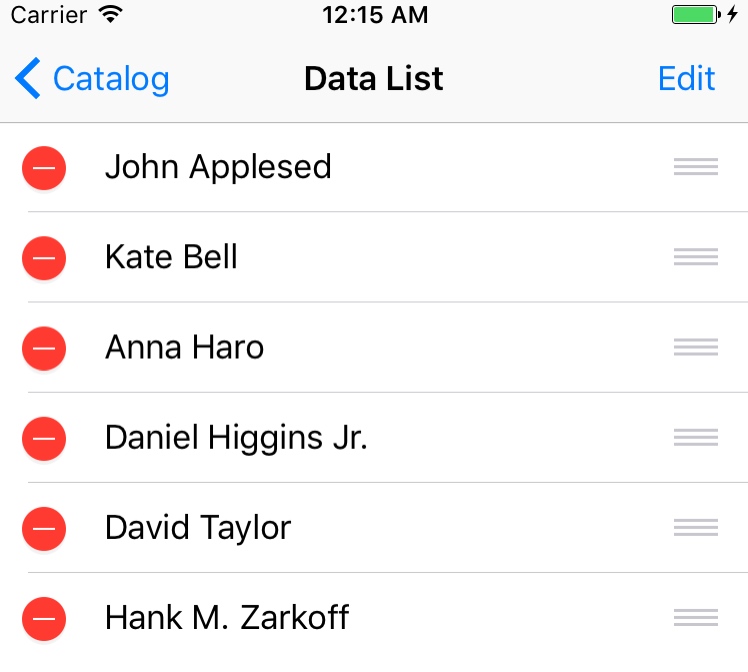 Carrier 12:15 AM
Catalog Data List Edit
John Applesed
Kate Bell
Anna Haro
Daniel Higgins Jr.
David Taylor
Hank M. Zarkoff